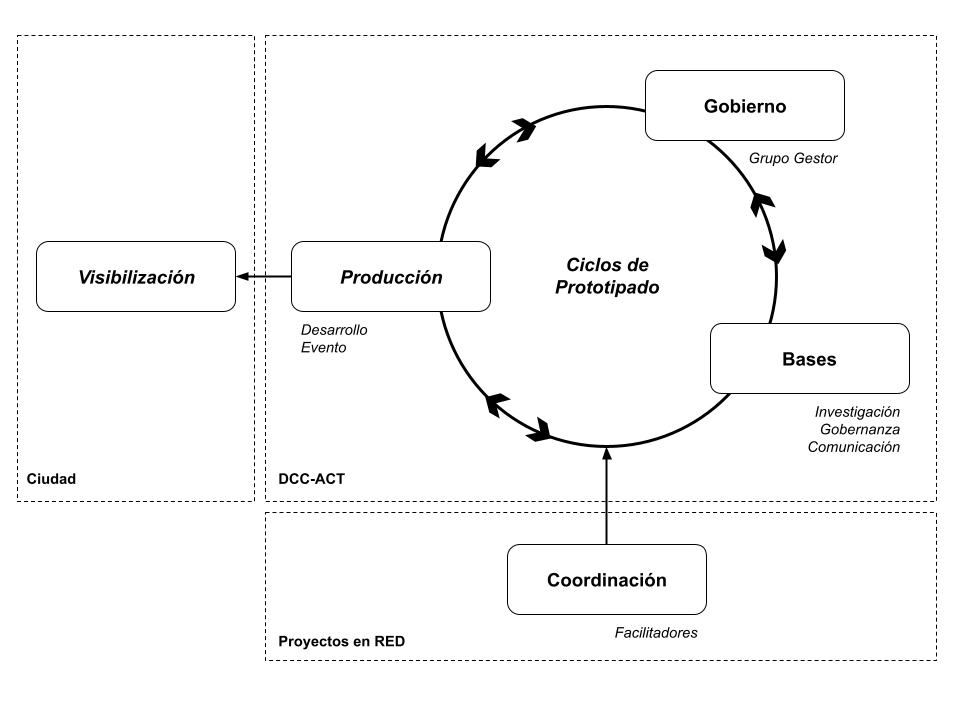 Gobierno
Grupo Gestor
Visibilización
Producción
Ciclos de
Prototipado
Desarrollo
Evento
Bases
Investigación
Gobernanza
Comunicación
Ciudad
DCC-ACT
Coordinación
Facilitadores
Proyectos en RED